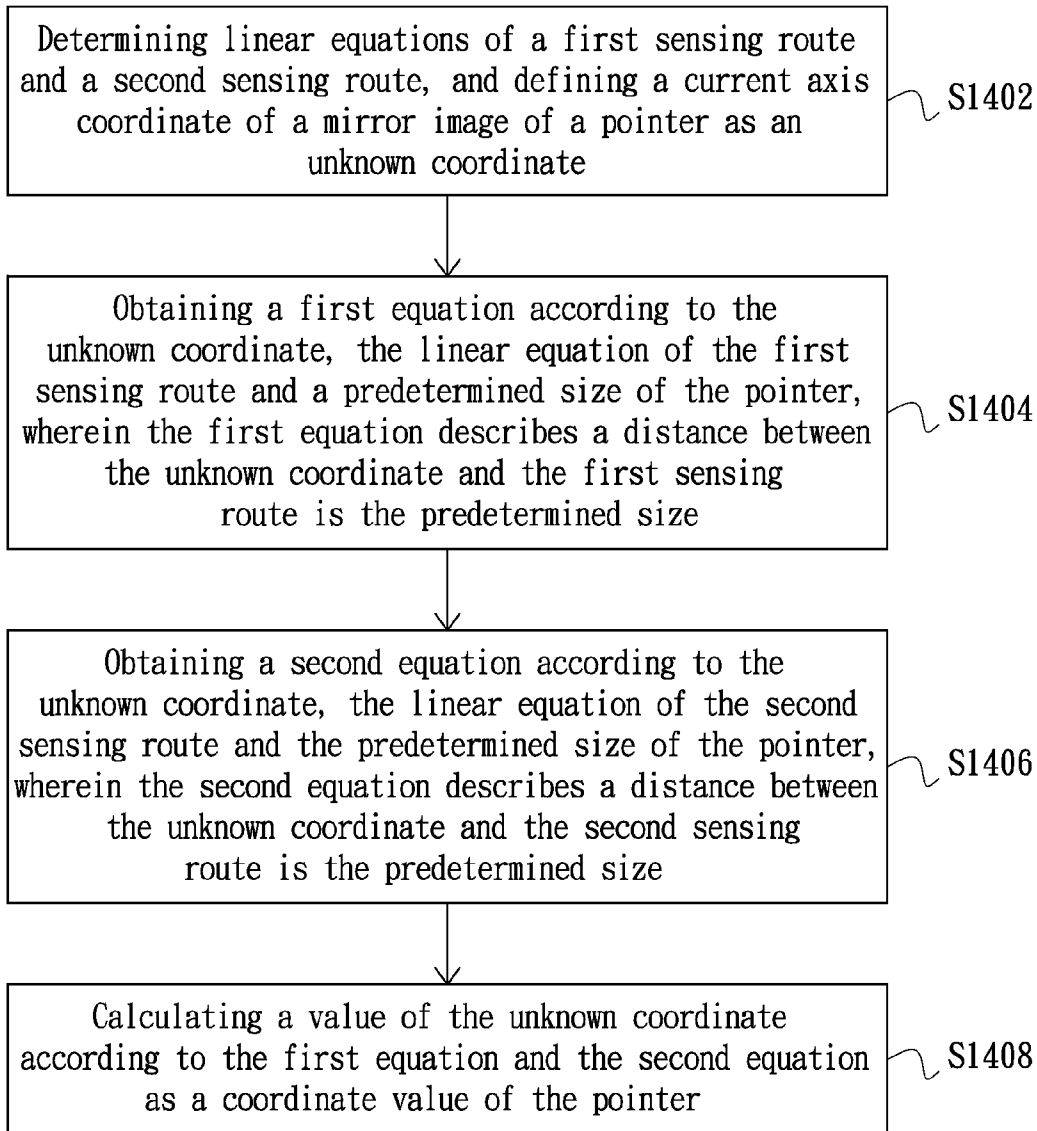 Determining linear equations of a first sensing route
and a second sensing route, and defining a current axis
coordinate of a mirror image of a pointer as an
unknown coordinate
S1402
Obtaining a first equation according to the
unknown coordinate, the linear equation of the first
sensing route and a predetermined size of the pointer,
wherein the first equation describes a distance between
the unknown coordinate and the first sensing
route is the predetermined size
S1404
Obtaining a second equation according to the
unknown coordinate, the linear equation of the second
sensing route and the predetermined size of the pointer,
wherein the second equation describes a distance between
the unknown coordinate and the second sensing
route is the predetermined size
S1406
Calculating a value of the unknown coordinate
according to the first equation and the second equation
as a coordinate value of the pointer
S1408